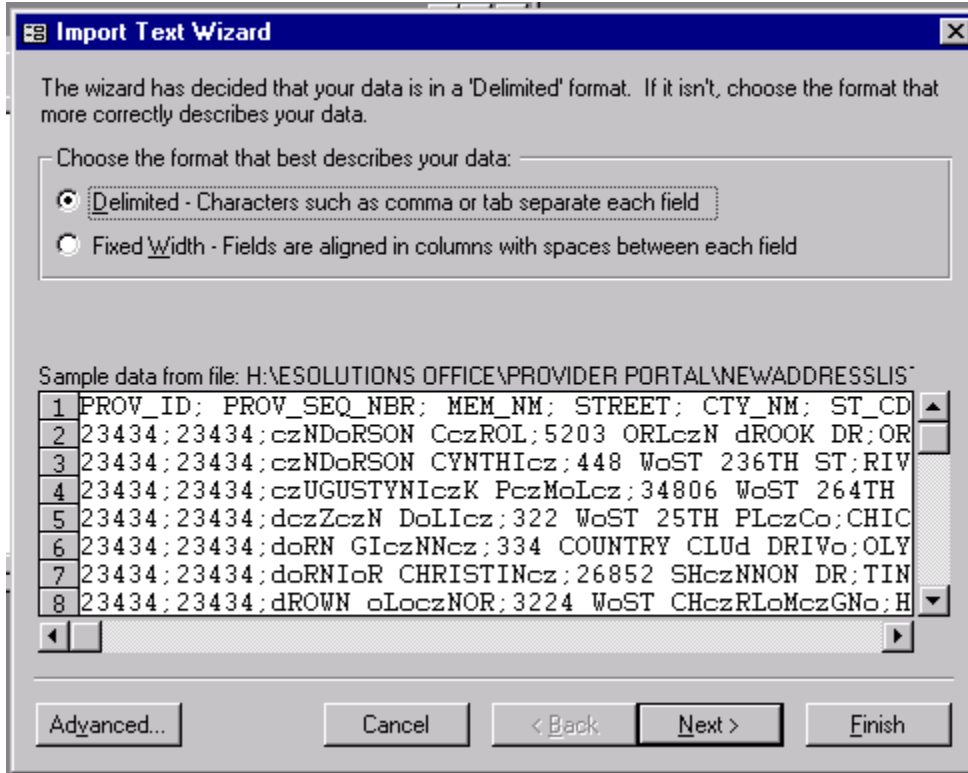 Import Text Wizard
The wizard has decided that your data is in a 'Delimited' format.  If it isn't, choose the format that
more correctly describes your data.
Choose the format that best describes your data:
Delimited - Characters such as comma or tab separate each field
Fixed Width - Fields are aligned in columns with spaces between each field
Sample data from file: H:\ESOLUTIONS OFFICE\PROVIDER PORTAL\NEWADDRESSLIS
1 PROV_ID; PROV_SEQ_NBR; MEM_NM; STREET; CTY_NM; ST_CD
2 23434;23434;czNDoRSON CczROL;5203 ORLczN dROOK DR;OR
3 23434;23434;czNDoRSON CYNTHIcz;448 WoST 236TH ST;RIV
4 23434;23434;czUGUSTYNIczK PczMoLcz;34806 WoST 264TH
5 23434;23434;dczZczN DoLIcz;322 WoST 25TH PLczCo;CHIC
6 23434;23434;doRN GIczNNcz;334 COUNTRY CLUd DRIVo;OLY
7 23434;23434;doRNIoR CHRISTINcz;26852 SHczNNON DR;TIN
8 23434;23434;dROWN oLoczNOR;3224 WoST CHczRLoMczGNo;H
Advanced... Cancel < Back Next > Finish